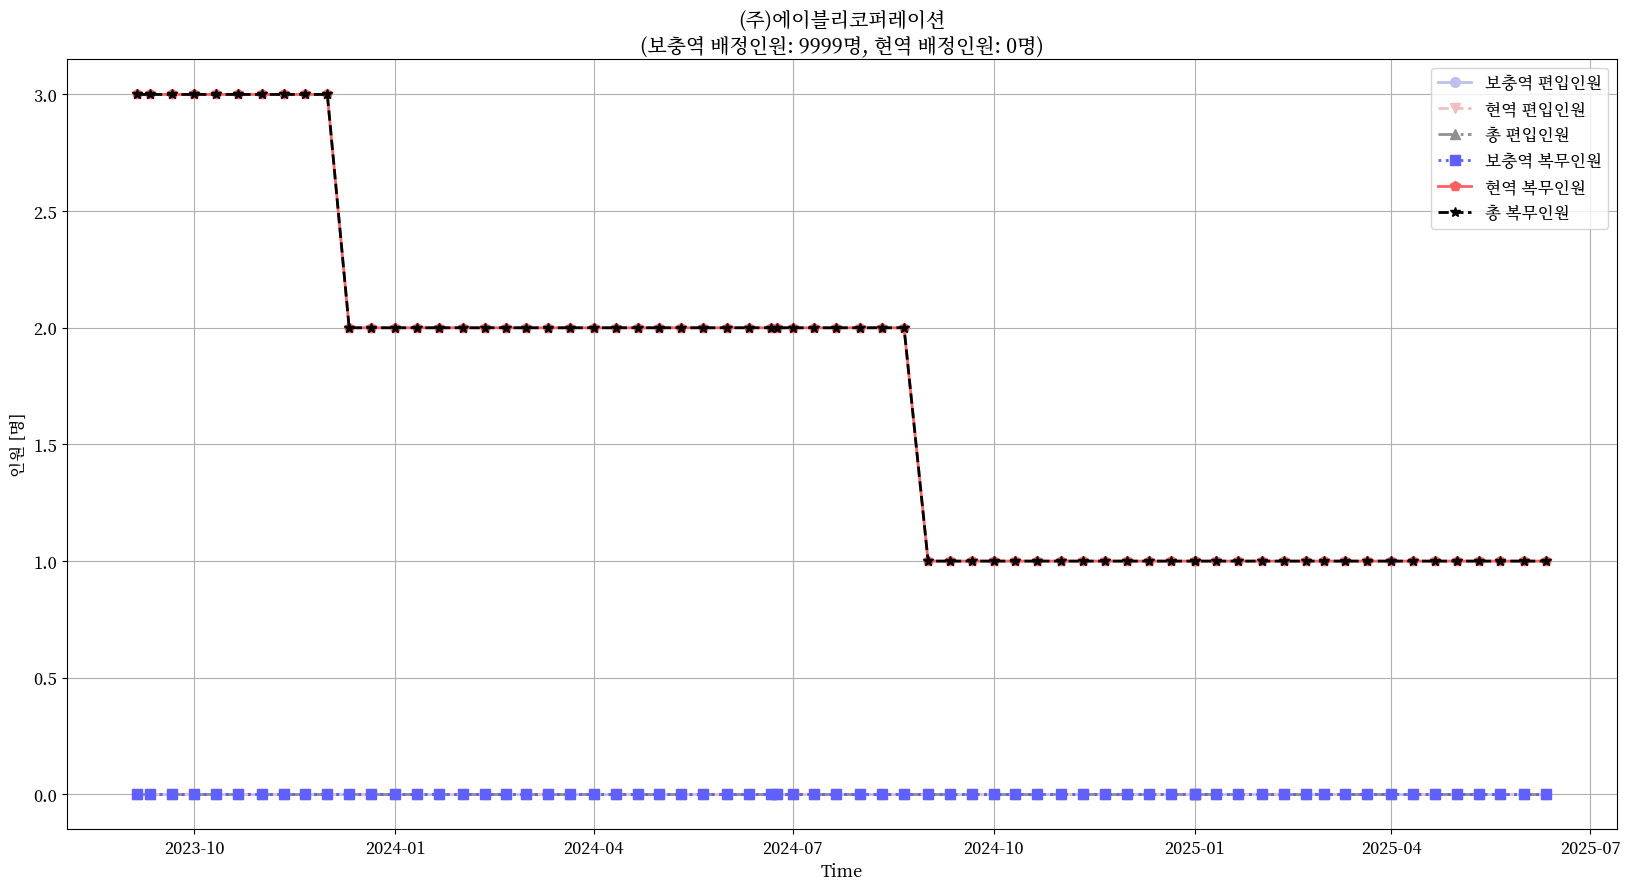 (주)에이블리코퍼레이션
(보충역 배정인원: 9999명, 현역 배정인원: 0명)
보충역 편입인원
현역 편입인원
총 편입인원
보충역 복무인원
현역 복무인원
총 복무인원
인원 [명]
3.0
2.5
2.0
1.5
1.0
0.5
0.0
2023-10 2024-01 2024-04 2024-07 2024-10 2025-01 2025-04 2025-07
Time